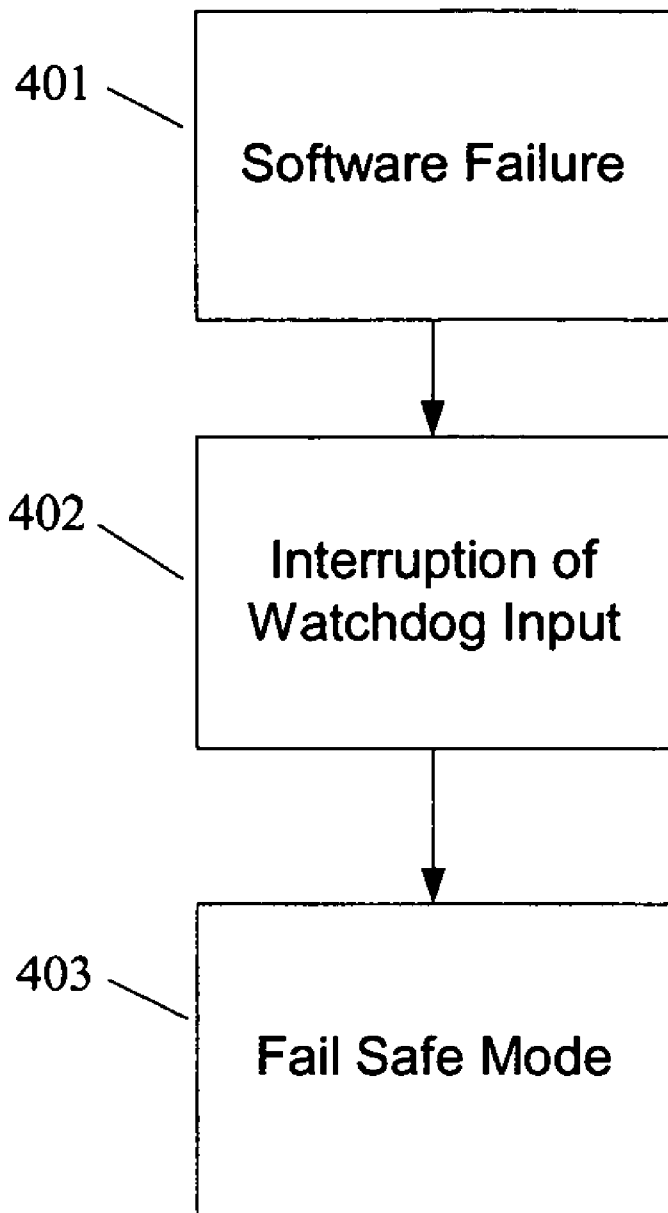 401
Software Failure
402
Interruption of
Watchdog Input
403
Fail Safe Mode